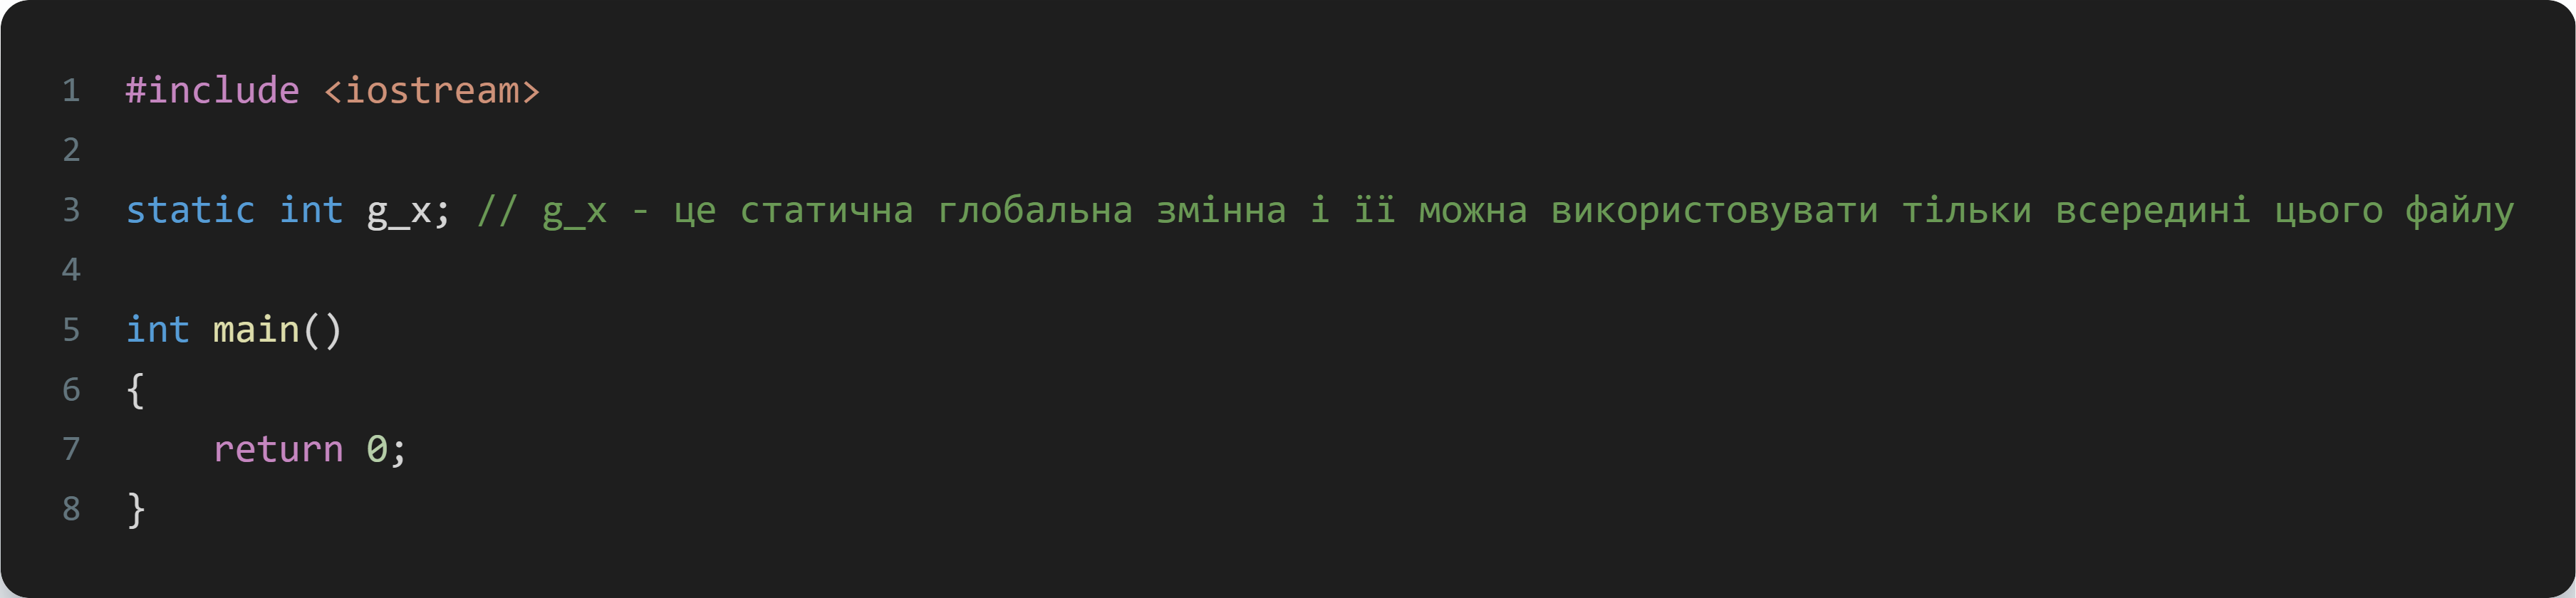 1 #include <iostream>
2
3 static int g_x; // g_x - це статична глобальна змінна і її можна використовувати тільки всередині цього файлу
4
5 int main()
6 {
7     return 0;
8 }